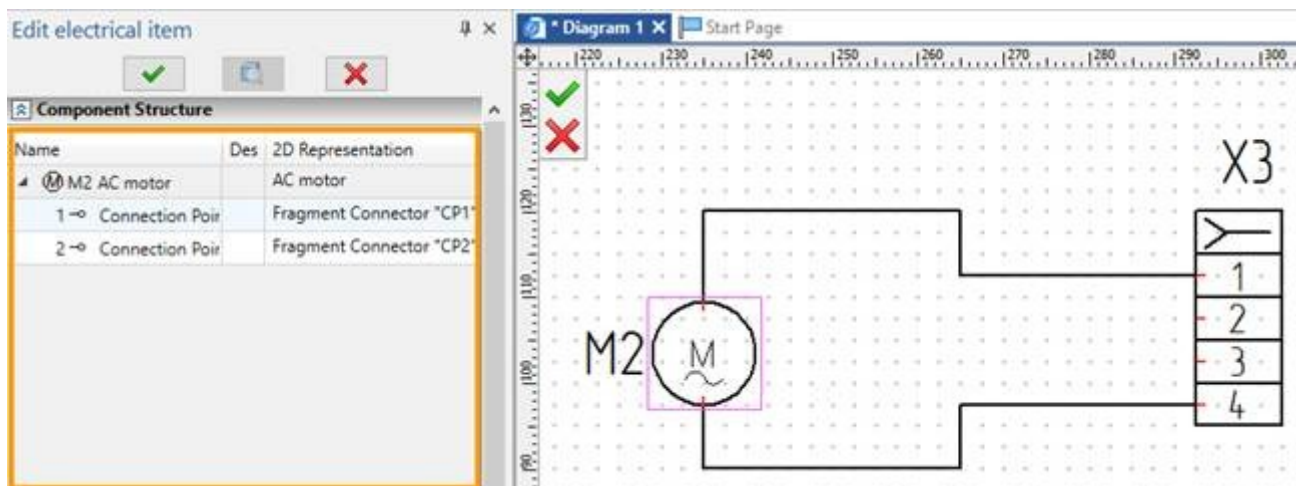 Edit electrical item
Component Structure
Name Des 2D Representation
M2 AC motor AC motor
1 Connection Poir Fragment Connector "CP1"
2 Connection Poir Fragment Connector "CP2"
* Diagram 1 Start Page
220 230 240 250 260 270 280 290 300
130
120
110
100
90
X3
1
2
3
4
M2
M